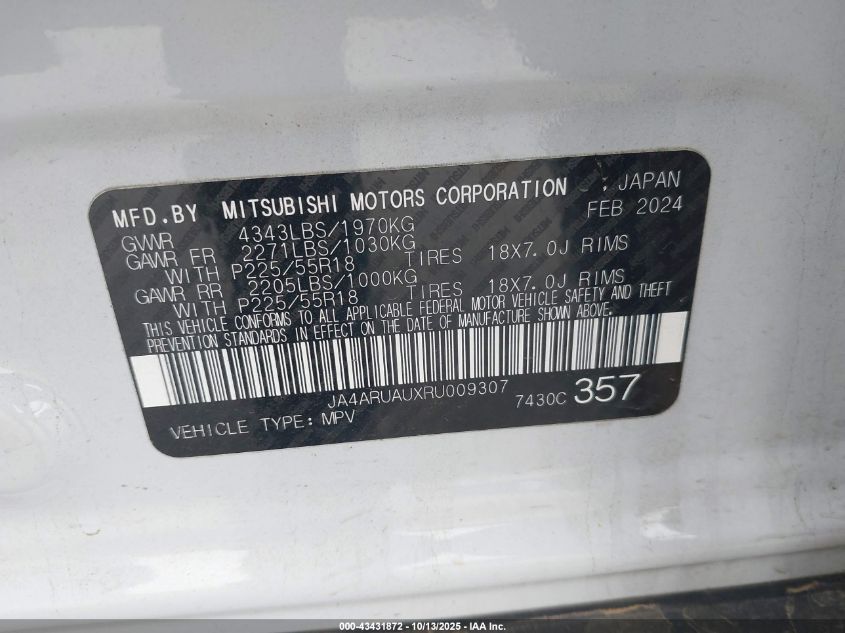 MFD.BY MITSUBISHI MOTORS CORPORATION , JAPAN
FEB 2024
GWWR 4343LBS/1970KG
GAWR FR 2271LBS/1030KG
WITH P225/55R18 TIRES 18X7.0J RIMS
GAWR RR 2205LBS/1000KG
WITH P225/55R18 TIRES 18X7.0J RIMS
THIS VEHICLE CONFORMS TO ALL APPLICABLE FEDERAL MOTOR VEHICLE SAFETY AND THEFT
PREVENTION STANDARDS IN EFFECT ON THE DATE OF MANUFACTURE SHOWN ABOVE.
JA4ARUAUXRU009307
7430C 357
VEHICLE TYPE: MPV
000-43431872 - 10/13/2025 - IAA Inc.